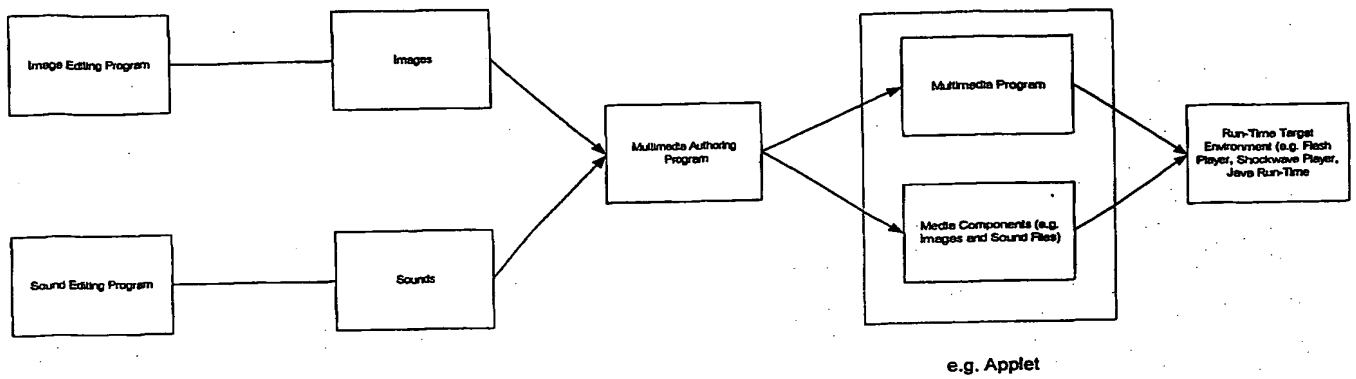 Image Editing Program
Images
Multimedia Program
Multimedia Authoring
Program
Run-Time Target
Environment (e.g. Flash
Player, Shockwave Player,
Java Run-Time
Media Components (e.g.
Images and Sound Files)
Sound Editing Program
Sounds
e.g. Applet